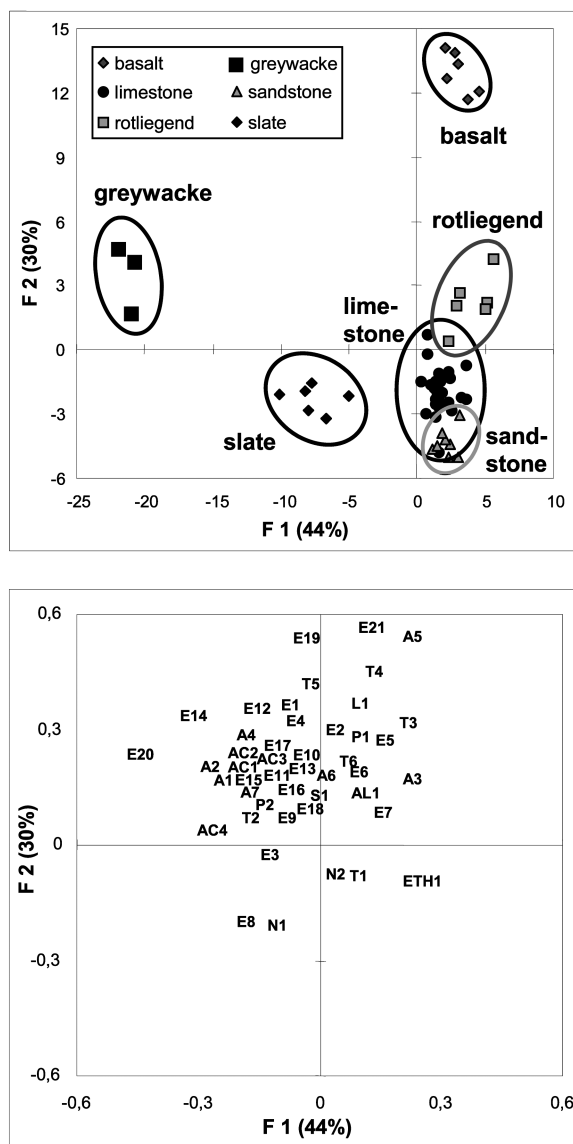 15
12
9
6
3
0
-3
-6
F 2 (30%)
basalt greywacke
limestone sandstone
rotliegend slate
basalt
greywacke
rotliegend
lime-
stone
slate
sand-
stone
-25 -20 -15 -10 -5 0 5 10
F 1 (44%)
0,6
0,3
0
-0,3
-0,6
F 2 (30%)
E19 E21 A5
T5 T4
E14 E12 E1 L1
E4 T3
E20 A4 E2 P1 E5
E17
AC2 AC3 E10 T6
A2 AC1 E13 E6
A1 E15 E11 A6 A3
A7 E16 S1 AL1
P2 E18 E7
T2 E9
AC4
E3
N2 T1 ETH1
E8 N1
-0,6 -0,3 0 0,3 0,6
F 1 (44%)